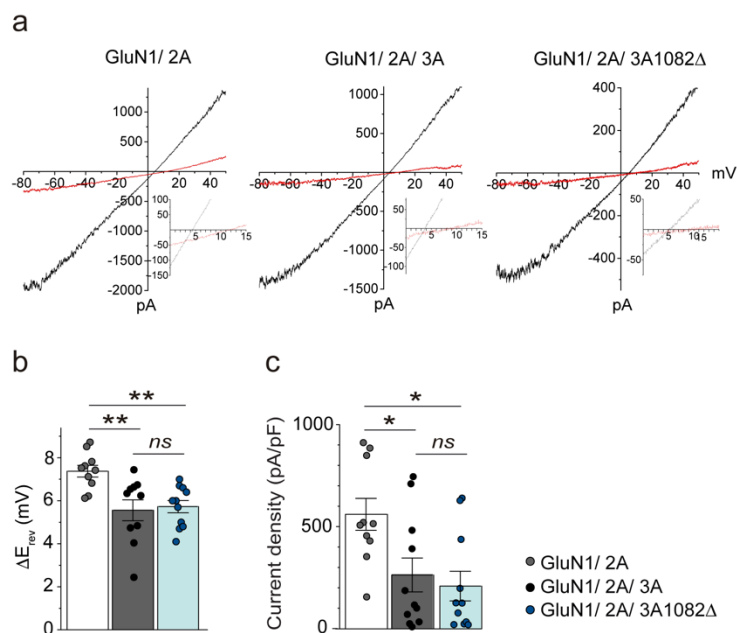 a
GluN1/ 2A
GluN1/ 2A/ 3A
GluN1/ 2A/ 3A1082Δ
1000
500
-80 -60 -40 -20 0 20 40
-500
-1000
-1500
-2000
pA
100
50
5 10 15
-50
-100
-150
1000
500
-80 -60 -40 -20 0 20 40
-500
-1000
-1500
pA
50
5 10 15
-50
-100
400
200
-80 -60 -40 -20 0 20 40 mV
-200
-400
pA
50
5 10 15
-50
b
**
**
ns
8
6
4
2
0
ΔErev (mV)
c
*
*
ns
1000
500
0
Current density (pA/pF)
GluN1/ 2A
GluN1/ 2A/ 3A
GluN1/ 2A/ 3A1082Δ